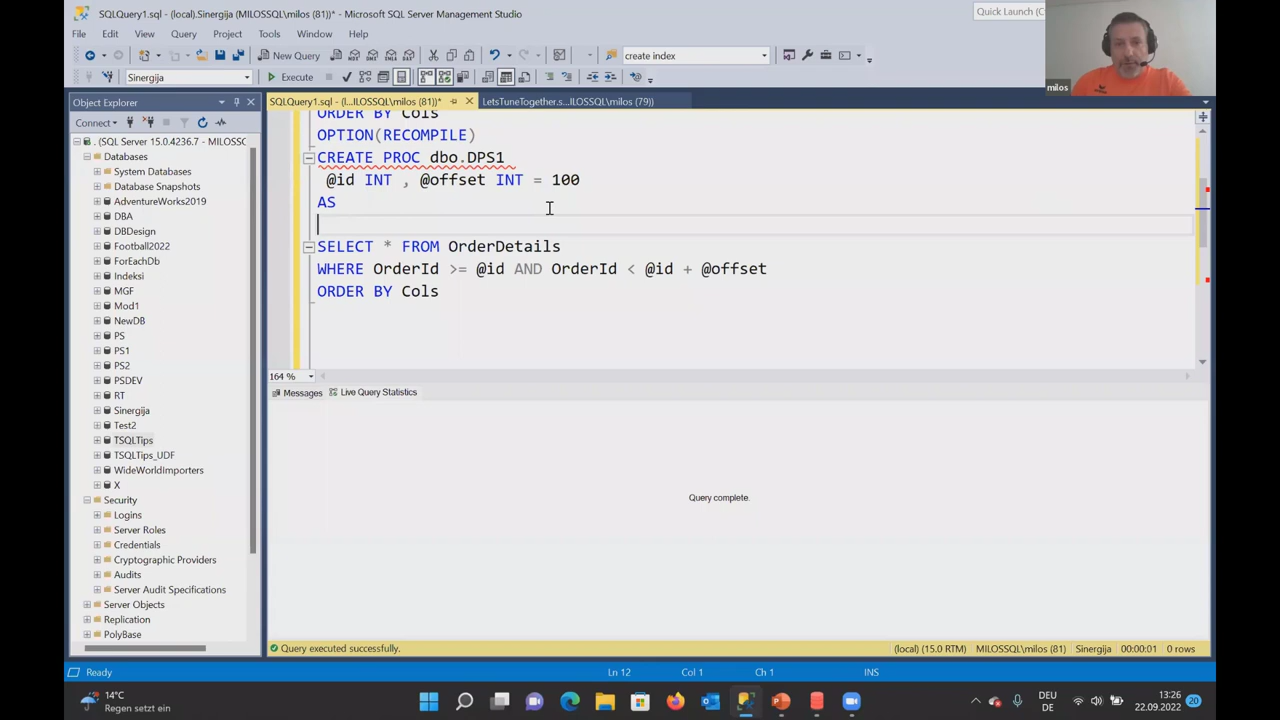 SQLQuery1.sql - (local).Sinergija (MILOSSQL\milos (81))* - Microsoft SQL Server Management Studio
Quick Launch (C
File Edit View Query Project Tools Window Help
New Query
create index
Sinergija
Execute
milos
Object Explorer
SQLQuery1.sql - (l...ILOSSQL\milos (81))*
LetsTuneTogether.s...ILOSSQL\milos (79))
Connect
. (SQL Server 15.0.4236.7 - MILOSSC
Databases
System Databases
Database Snapshots
AdventureWorks2019
DBA
DBDesign
Football2022
ForEachDb
Indeksi
MGF
Mod1
NewDB
PS
PS1
PS2
PSDEV
RT
Sinergija
Test2
TSQLTips
TSQLTips_UDF
WideWorldImporters
X
Security
Logins
Server Roles
Credentials
Cryptographic Providers
Audits
Server Audit Specifications
Server Objects
Replication
PolyBase
ORDER BY Cols
OPTION(RECOMPILE)
CREATE PROC dbo.DPS1
@id INT , @offset INT = 100
AS
SELECT * FROM OrderDetails
WHERE OrderId >= @id AND OrderId < @id + @offset
ORDER BY Cols
164 %
Messages Live Query Statistics
Query complete.
Query executed successfully.
(local) (15.0 RTM) MILOSSQL\milos (81) Sinergija 00:00:01 0 rows
Ready
Ln 12 Col 1 Ch 1 INS
14°C
Regen setzt ein
DEU
DE
13:26
22.09.2022
20